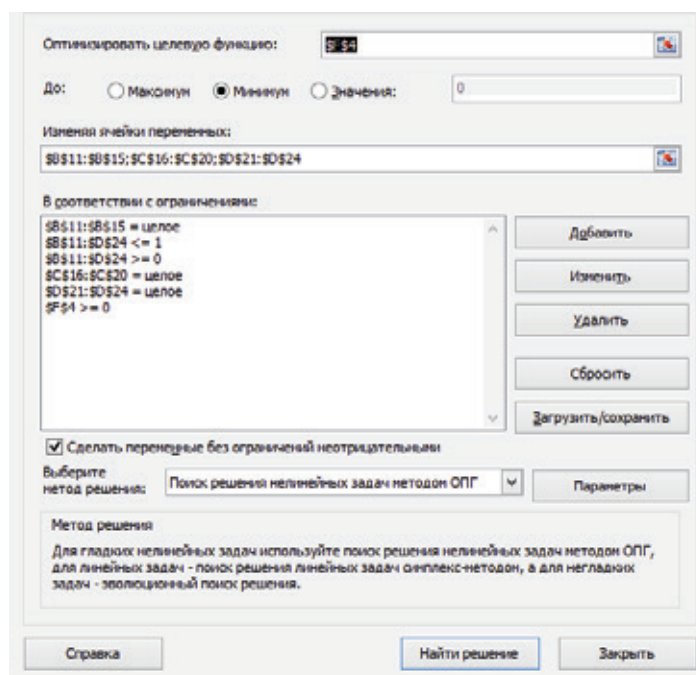 Оптимизировать целевую функцию: $F$4
До: Максимум Минимум Значения: 0
Изменяя ячейки переменных:
$B$11:$B$15;$C$16:$C$20;$D$21:$D$24
В соответствии с ограничениями:
$B$11:$B$15 = целое
$B$11:$D$24 <= 1
$B$11:$D$24 >= 0
$C$16:$C$20 = целое
$D$21:$D$24 = целое
$F$4 >= 0
Добавить
Изменить
Удалить
Сбросить
Загрузить/сохранить
Сделать переменные без ограничений неотрицательными
Выберите
метод решения: Поиск решения нелинейных задач методом ОПГ Параметры
Метод решения
Для гладких нелинейных задач используйте поиск решения нелинейных задач методом ОПГ,
для линейных задач - поиск решения линейных задач симплекс-методом, а для негладких
задач - эволюционный поиск решения.
Справка Найти решение Закрыть